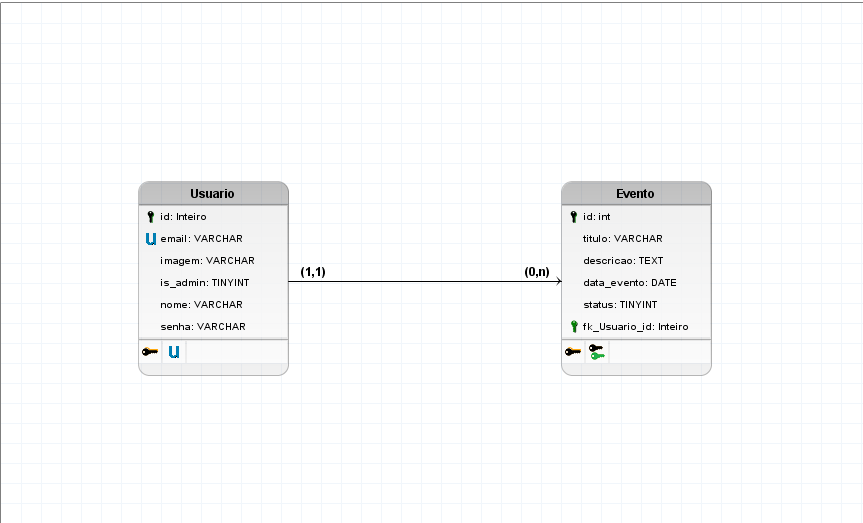 Usuario
id: Inteiro
U email: VARCHAR
imagem: VARCHAR
is_admin: TINYINT
nome: VARCHAR
senha: VARCHAR
U
(1,1)
(0,n)
Evento
id: int
titulo: VARCHAR
descricao: TEXT
data_evento: DATE
status: TINYINT
fk_Usuario_id: Inteiro